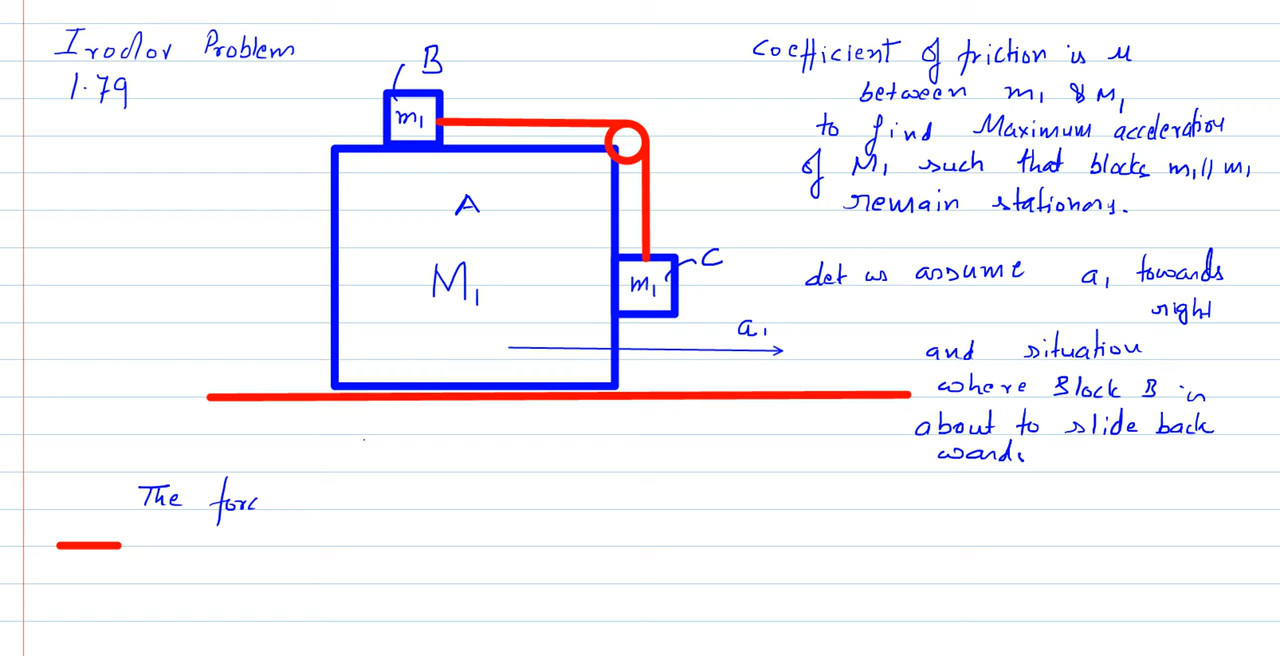 Irodov Problem
1.79
B
m1
A
M1
C
m1
a1
Coefficient of friction is μ
between m1 & M1
to find Maximum acceleration
of M1 such that blocks m1 // m1
remain stationary.
Let us assume a1 towards
right
and situation
where Block B is
about to slide back
wards
The forc